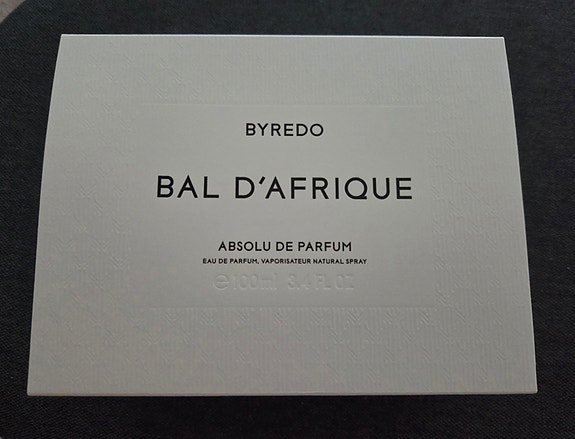 BYREDO
BAL D'AFRIQUE
ABSOLU DE PARFUM
EAU DE PARFUM, VAPORISATEUR NATURAL SPRAY
℮100ml 3.4 FL OZ